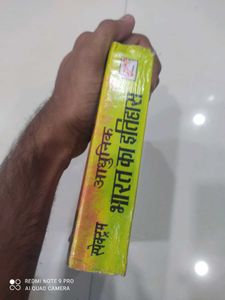 स्पेक्ट्रम आधुनिक
भारत का इतिहास
REDMI NOTE 9 PRO
AI QUAD CAMERA